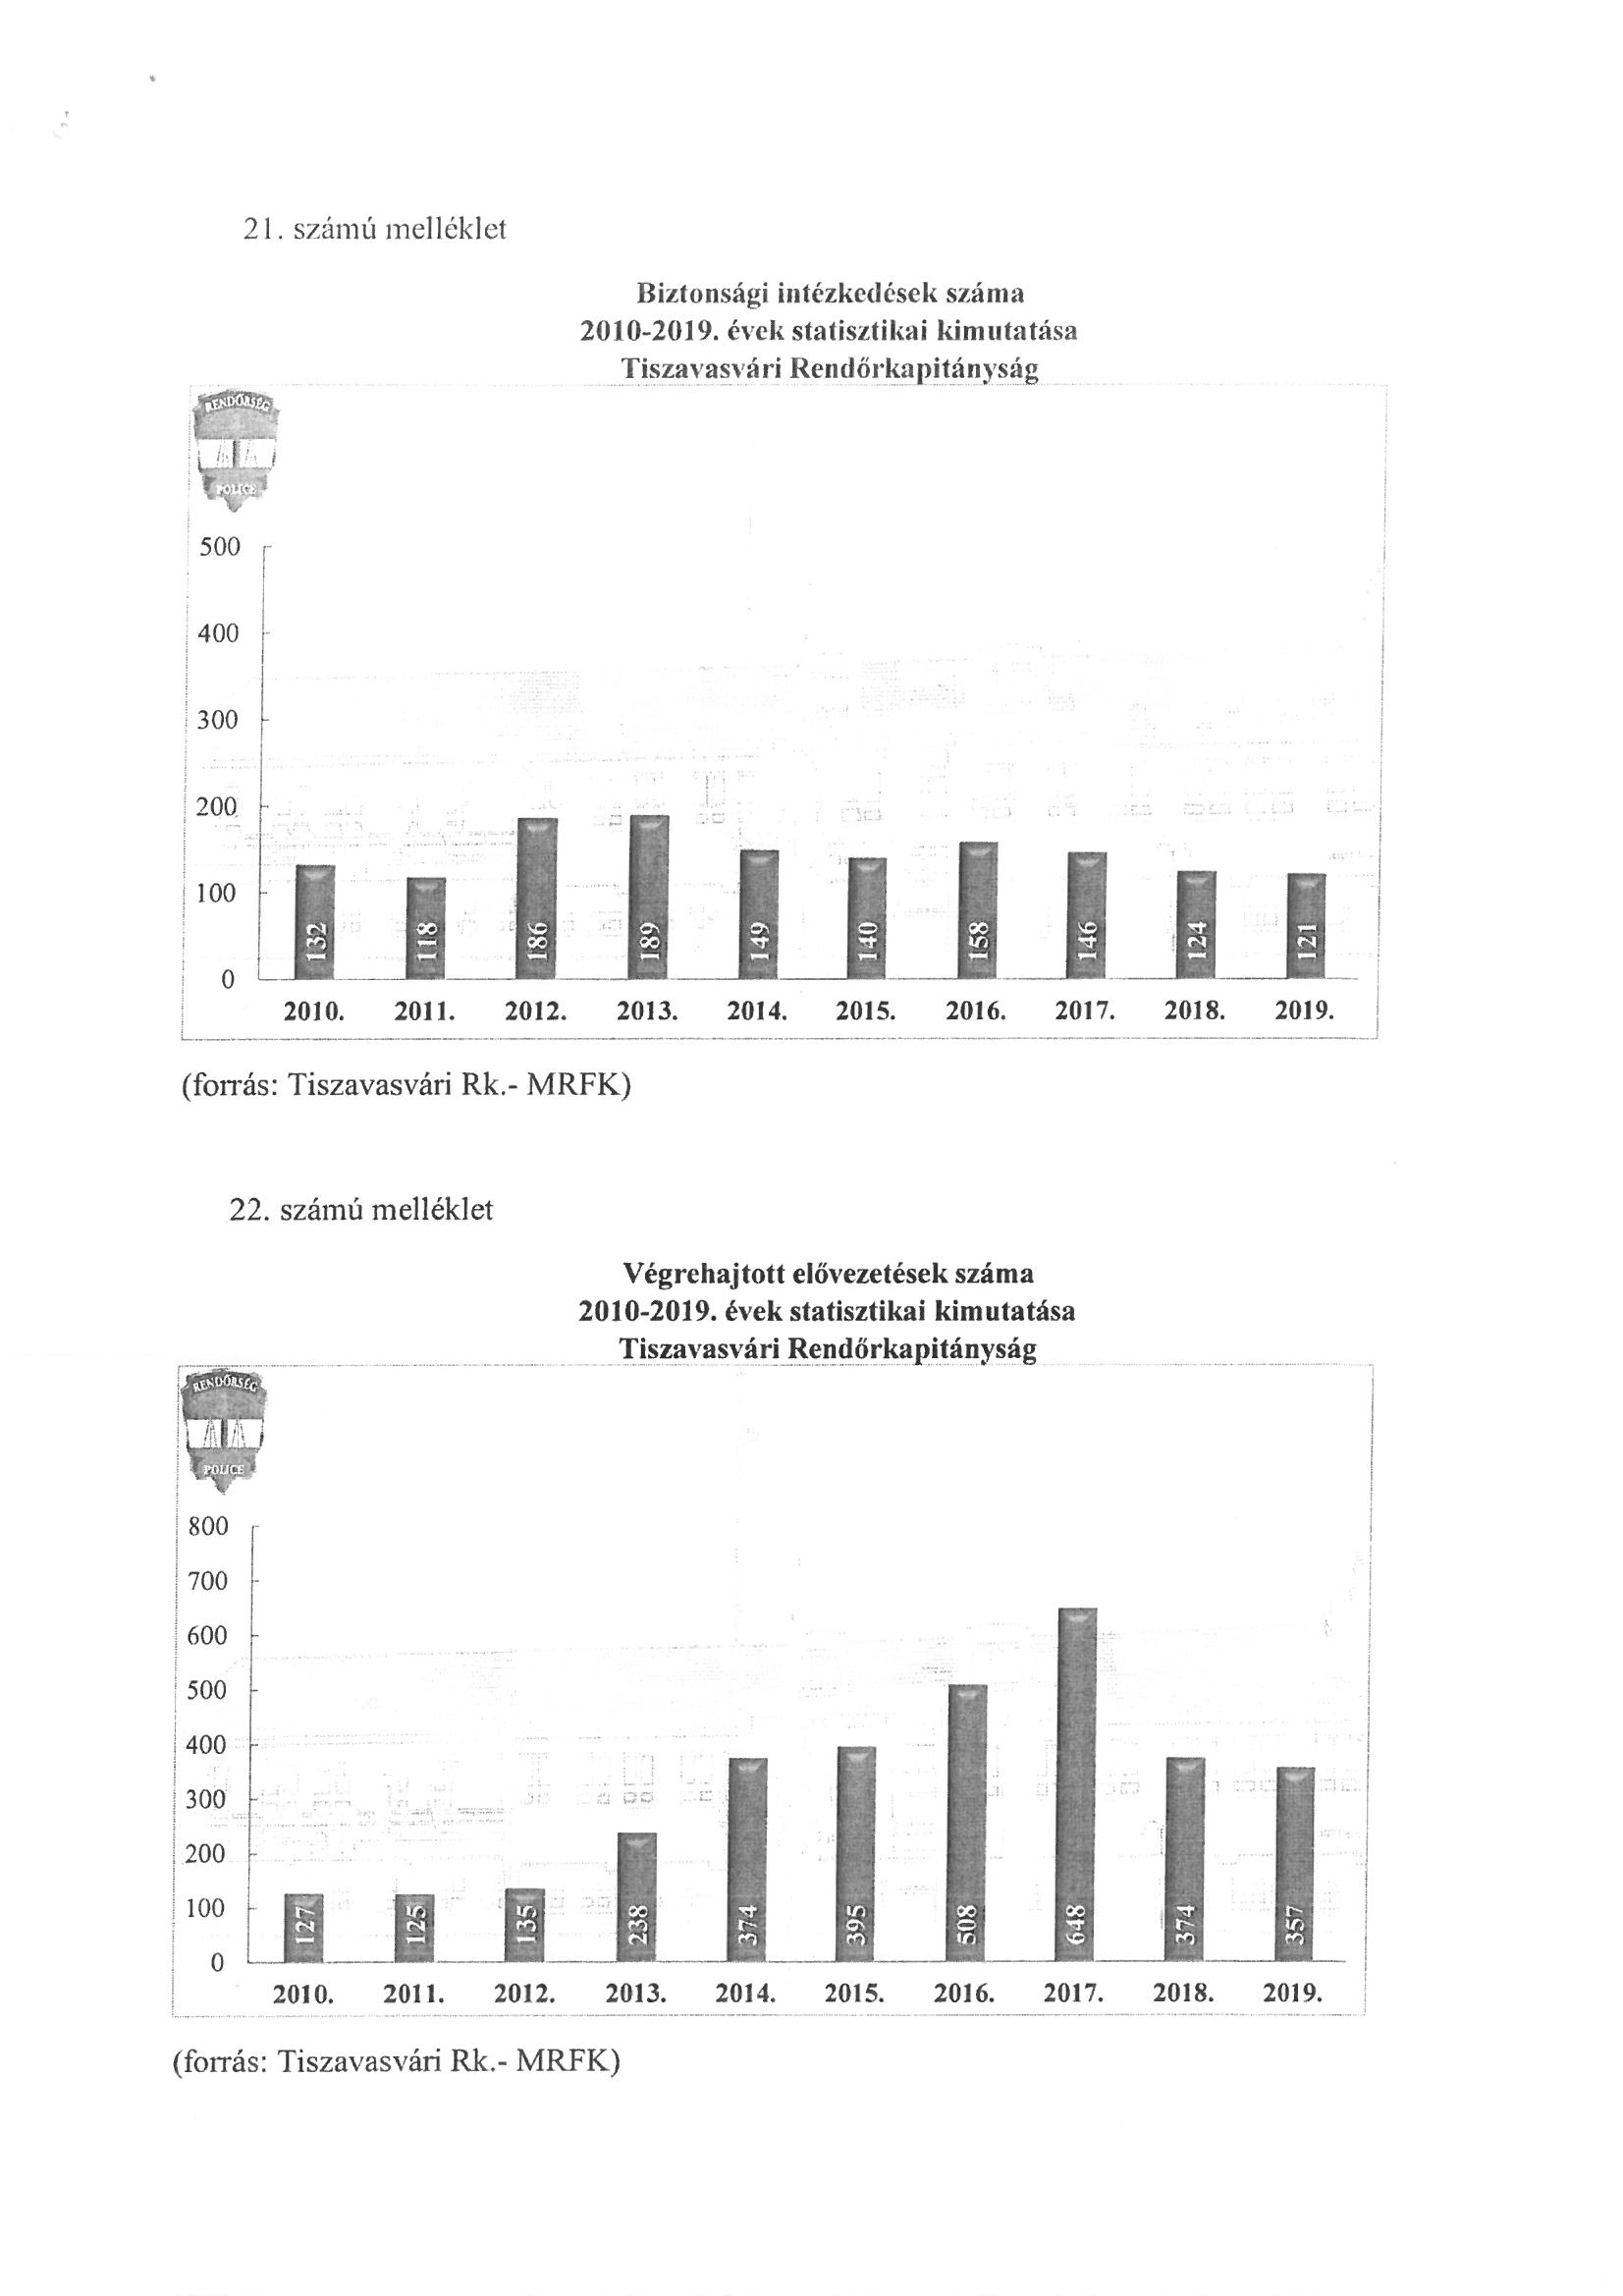 21. számú melléklet
Biztonsági intézkedések száma
2010-2019. évek statisztikai kimutatása
Tiszavasvári Rendőrkapitányság
RENDŐRSÉG
POLICE
500
400
300
200
100
0
132
118
186
189
149
140
158
146
124
121
2010. 2011. 2012. 2013. 2014. 2015. 2016. 2017. 2018. 2019.
(forrás: Tiszavasvári Rk.- MRFK)
22. számú melléklet
Végrehajtott elővezetések száma
2010-2019. évek statisztikai kimutatása
Tiszavasvári Rendőrkapitányság
RENDŐRSÉG
POLICE
800
700
600
500
400
300
200
100
0
127
125
135
238
374
395
508
648
374
357
2010. 2011. 2012. 2013. 2014. 2015. 2016. 2017. 2018. 2019.
(forrás: Tiszavasvári Rk.- MRFK)